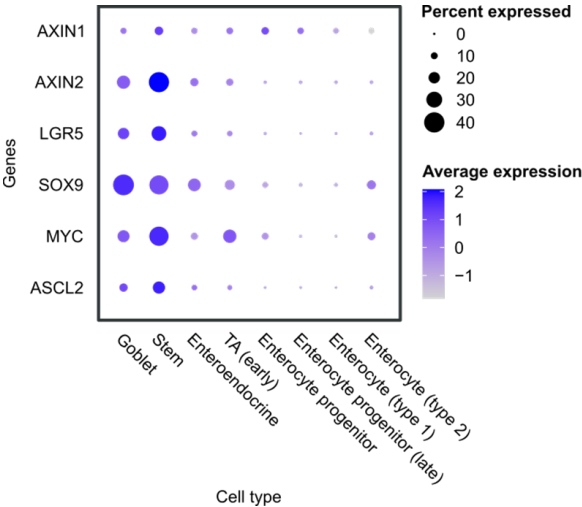 AXIN1
AXIN2
LGR5
SOX9
MYC
ASCL2
Genes
Goblet
Stem
Enteroendocrine
TA (early)
Enterocyte progenitor
Enterocyte progenitor (late)
Enterocyte (type 1)
Enterocyte (type 2)
Cell type
Percent expressed
0
10
20
30
40
Average expression
2
1
0
−1